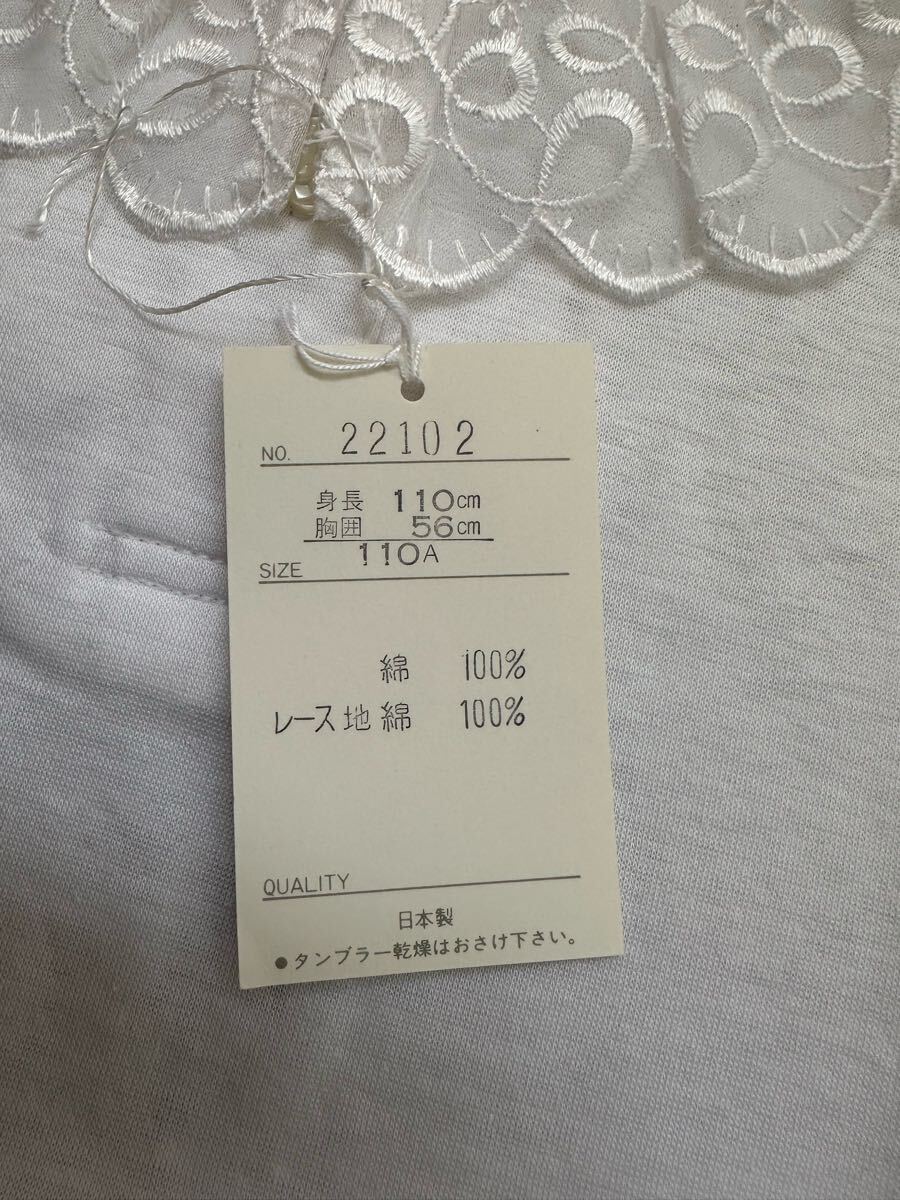 NO. 22102
身長 110cm
胸囲 56cm
SIZE 110A
綿 100%
レース地綿 100%
QUALITY
日本製
●タンブラー乾燥はおさけ下さい。